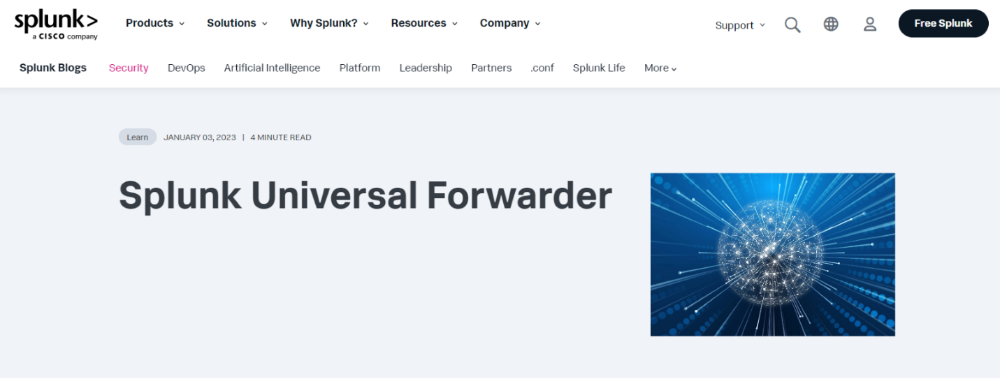 splunk>
a CISCO company
Products Solutions Why Splunk? Resources Company Support Free Splunk
Splunk Blogs Security DevOps Artificial Intelligence Platform Leadership Partners .conf Splunk Life More
Learn JANUARY 03, 2023 | 4 MINUTE READ
Splunk Universal Forwarder